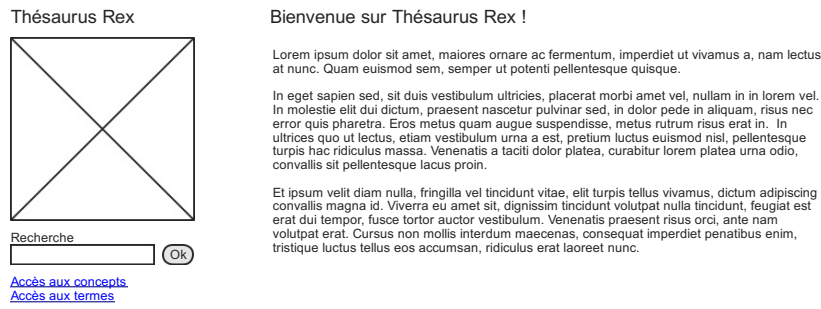 Thésaurus Rex
Recherche
Ok
Accès aux concepts
Accès aux termes
Bienvenue sur Thésaurus Rex !
Lorem ipsum dolor sit amet, maiores ornare ac fermentum, imperdiet ut vivamus a, nam lectus
at nunc. Quam euismod sem, semper ut potenti pellentesque quisque.
In eget sapien sed, sit duis vestibulum ultricies, placerat morbi amet vel, nullam in in lorem vel.
In molestie elit dui dictum, praesent nascetur pulvinar sed, in dolor pede in aliquam, risus nec
error quis pharetra. Eros metus quam augue suspendisse, metus rutrum risus erat in.  In
ultrices quo ut lectus, etiam vestibulum urna a est, pretium luctus euismod nisl, pellentesque
turpis hac ridiculus massa. Venenatis a taciti dolor platea, curabitur lorem platea urna odio,
convallis sit pellentesque lacus proin.
Et ipsum velit diam nulla, fringilla vel tincidunt vitae, elit turpis tellus vivamus, dictum adipiscing
convallis magna id. Viverra eu amet sit, dignissim tincidunt volutpat nulla tincidunt, feugiat est
erat dui tempor, fusce tortor auctor vestibulum. Venenatis praesent risus orci, ante nam
volutpat erat. Cursus non mollis interdum maecenas, consequat imperdiet penatibus enim,
tristique luctus tellus eos accumsan, ridiculus erat laoreet nunc.